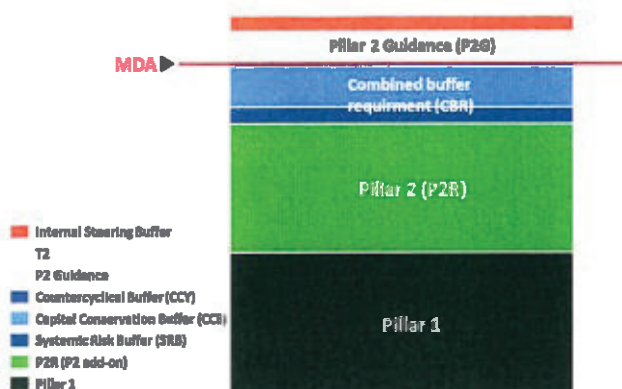 Pillar 2 Guidance (P2G)
MDA
Combined buffer
requirment (CBR)
Pillar 2 (P2R)
Pillar 1
Internal Steering Buffer
T2
P2 Guidance
Countercyclical Buffer (CCY)
Capital Conservation Buffer (CCB)
Systemic Risk Buffer (SRB)
P2R (P2 add-on)
Pillar 1